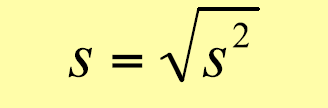 s = √s²